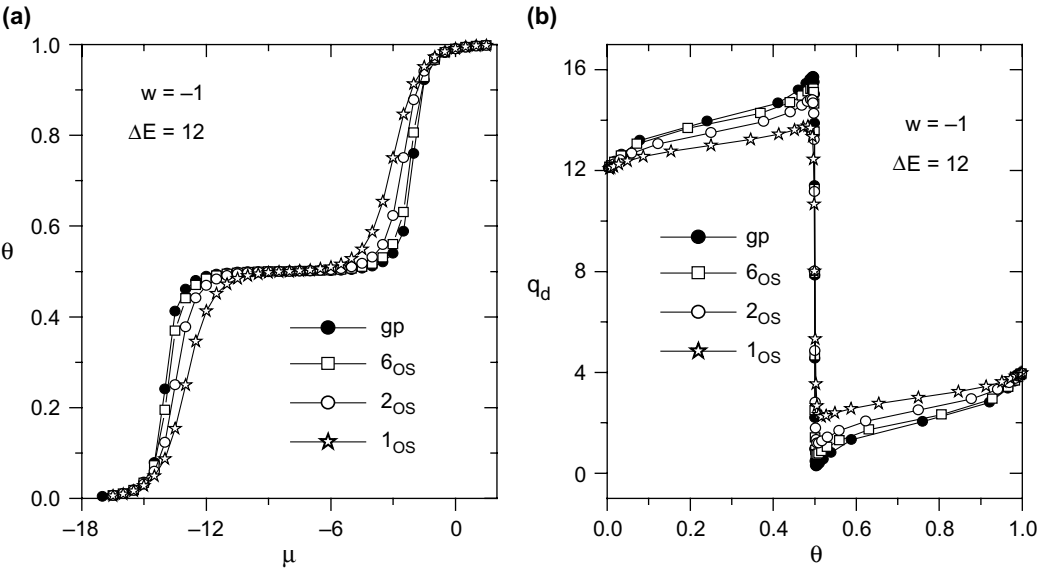 (a)
1.0
0.8
0.6
0.4
0.2
0.0
θ
w = –1
ΔE = 12
gp
6OS
2OS
1OS
–18 –12 –6 0
μ
(b)
16
12
8
4
0
qd
w = –1
ΔE = 12
gp
6OS
2OS
1OS
0.0 0.2 0.4 0.6 0.8 1.0
θ